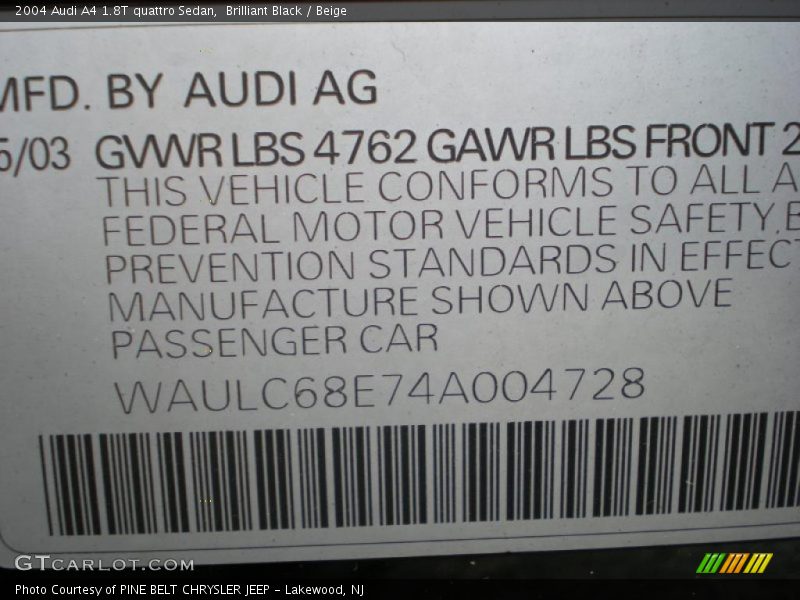 2004 Audi A4 1.8T quattro Sedan, Brilliant Black / Beige
MFD. BY AUDI AG
5/03 GVWR LBS 4762 GAWR LBS FRONT 2
THIS VEHICLE CONFORMS TO ALL A
FEDERAL MOTOR VEHICLE SAFETY,B
PREVENTION STANDARDS IN EFFECT
MANUFACTURE SHOWN ABOVE
PASSENGER CAR
WAULC68E74A004728
GTCARLOT.COM
Photo Courtesy of PINE BELT CHRYSLER JEEP - Lakewood, NJ